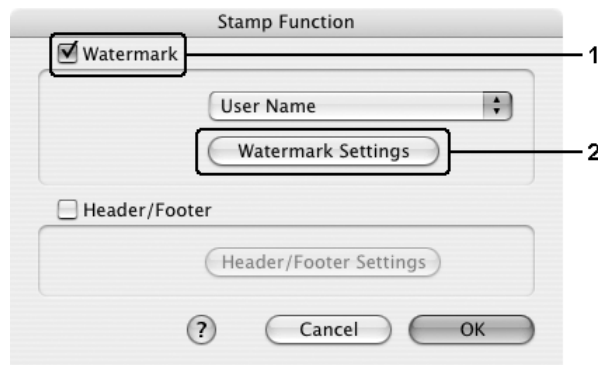 Stamp Function
Watermark 1
User Name
Watermark Settings 2
Header/Footer
Header/Footer Settings
? Cancel OK